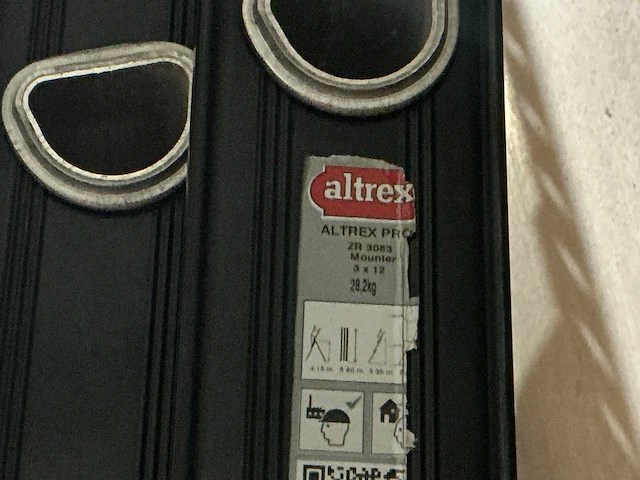 altrex
ALTREX PRO
ZR 3083
Mounter
3 x 12
28,2kg